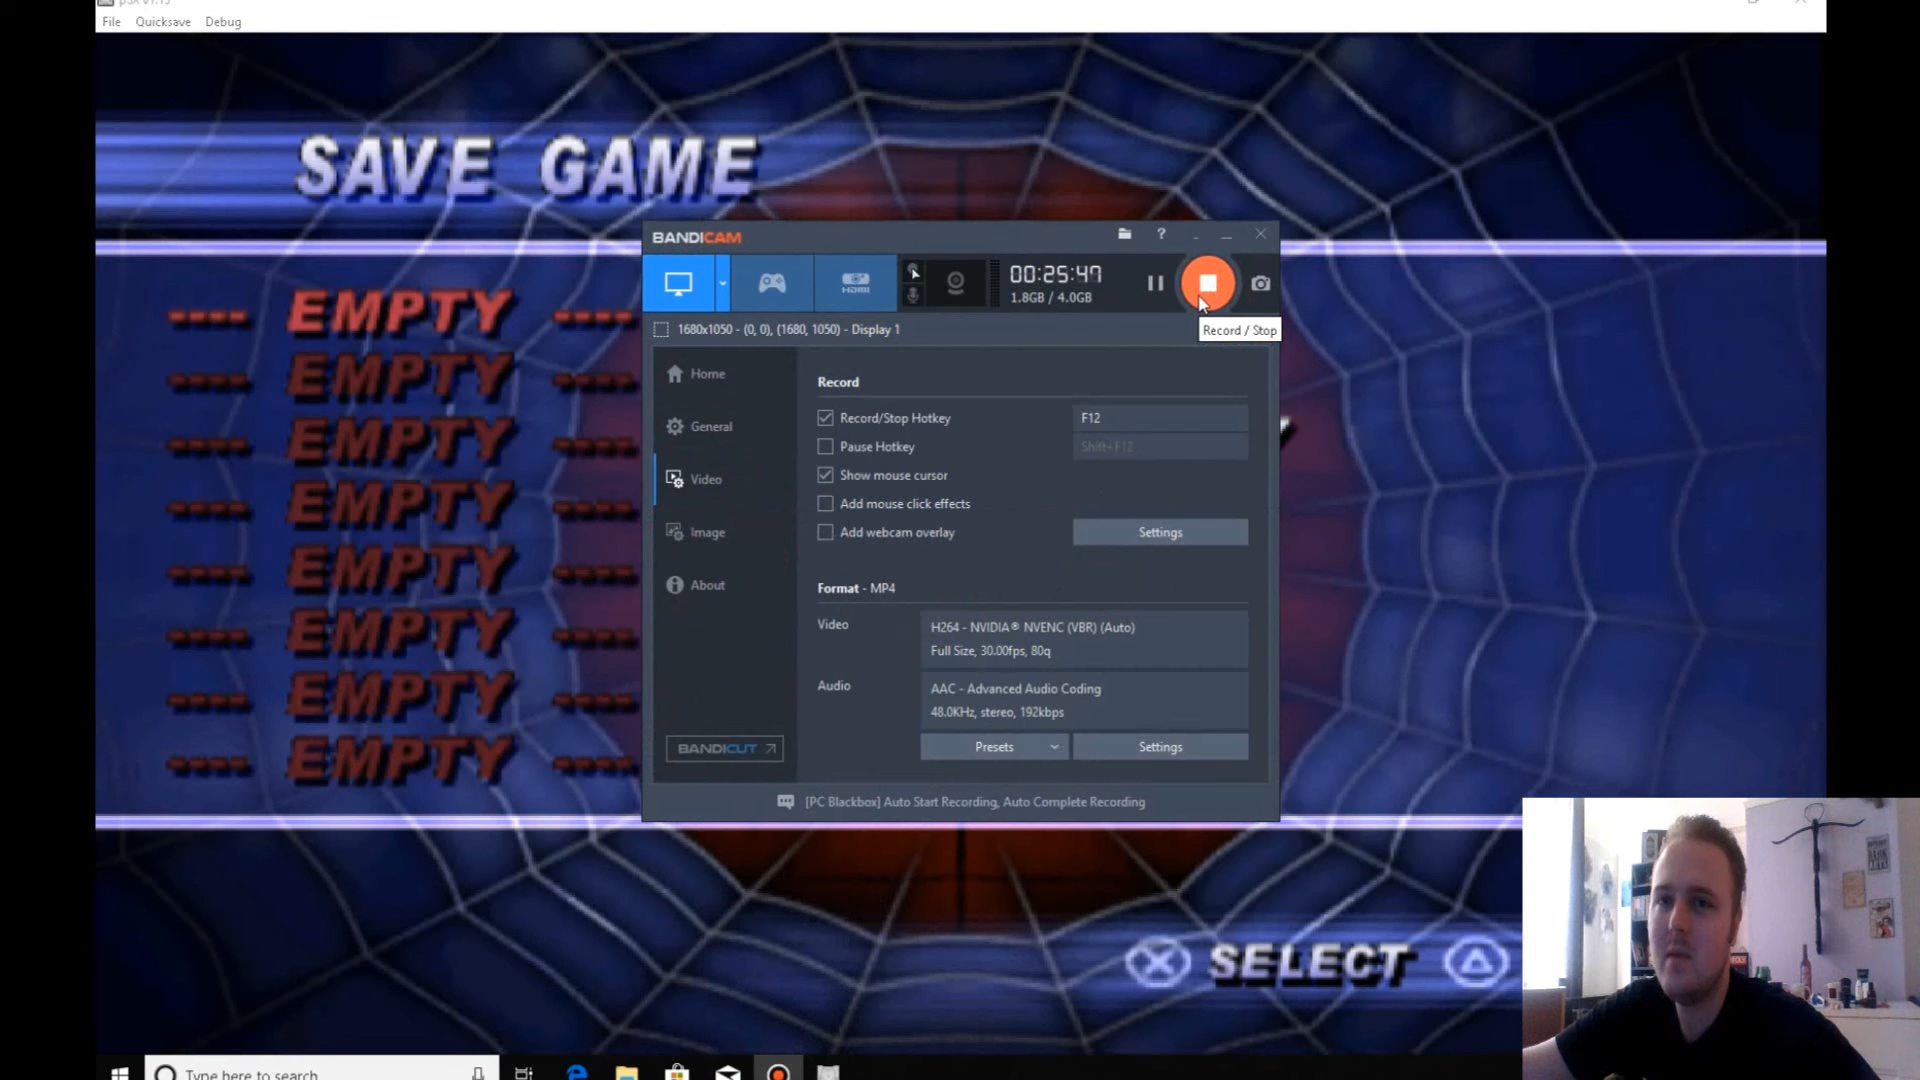 pSX v1.13
File Quicksave Debug
SAVE GAME
---- EMPTY ----
---- EMPTY ----
---- EMPTY ----
---- EMPTY ----
---- EMPTY ----
---- EMPTY ----
---- EMPTY ----
---- EMPTY ----
BANDICAM
?
HDMI
00:25:47
1.8GB / 4.0GB
Record / Stop
1680x1050 - (0, 0), (1680, 1050) - Display 1
Home
General
Video
Image
About
BANDICUT
Record
Record/Stop Hotkey F12
Pause Hotkey Shift+F12
Show mouse cursor
Add mouse click effects
Add webcam overlay Settings
Format - MP4
Video
H264 - NVIDIA® NVENC (VBR) (Auto)
Full Size, 30.00fps, 80q
Audio
AAC - Advanced Audio Coding
48.0KHz, stereo, 192kbps
Presets Settings
[PC Blackbox] Auto Start Recording, Auto Complete Recording
SELECT
Type here to search